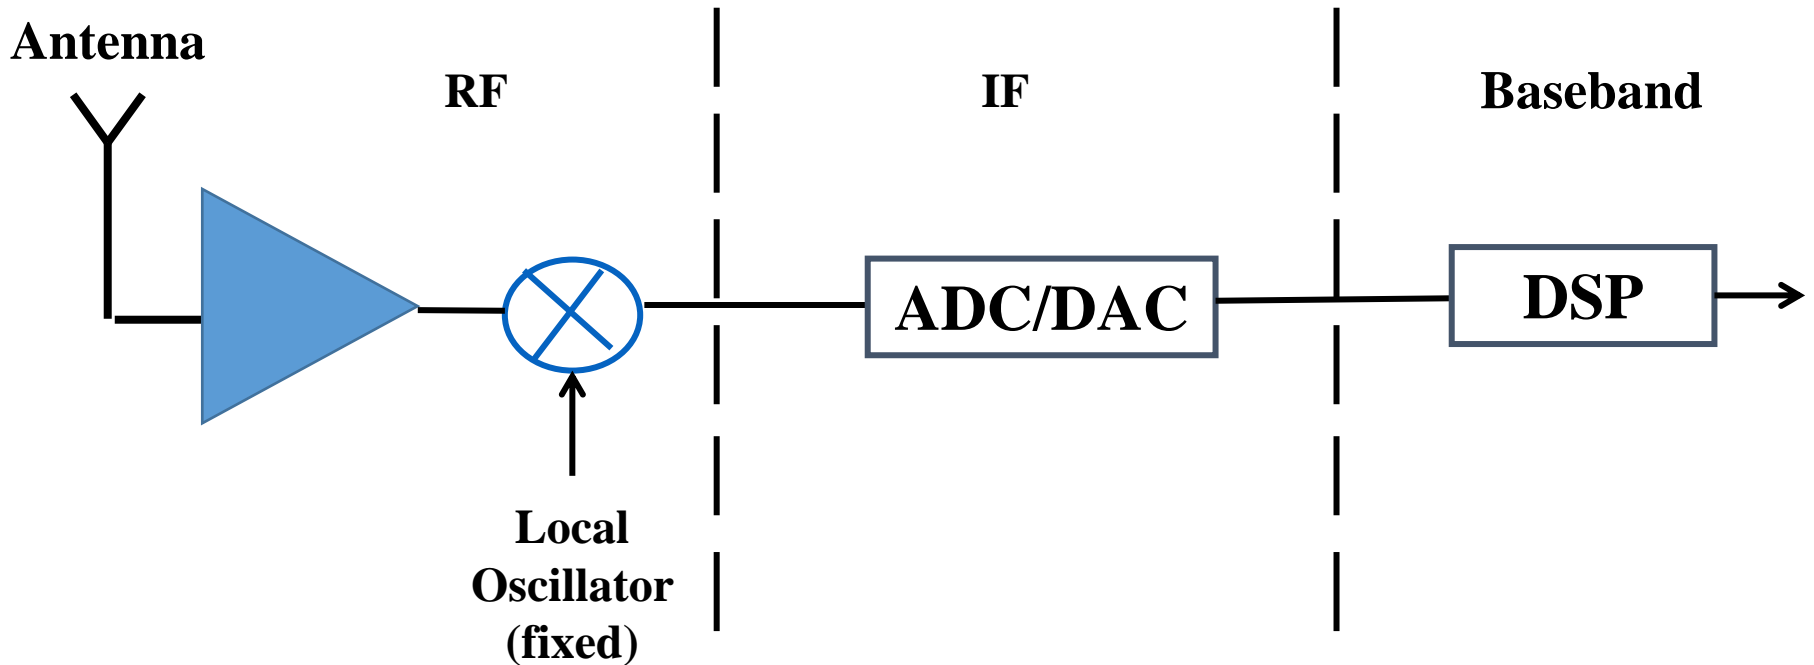 Antenna
RF
IF
Baseband
ADC/DAC
DSP
Local
Oscillator
(fixed)